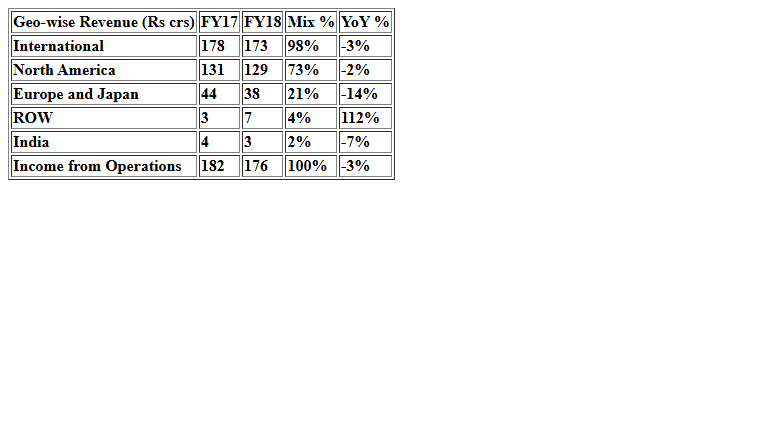 Geo-wise Revenue (Rs crs) FY17 FY18 Mix % YoY %
International 178 173 98% -3%
North America 131 129 73% -2%
Europe and Japan 44 38 21% -14%
ROW 3 7 4% 112%
India 4 3 2% -7%
Income from Operations 182 176 100% -3%